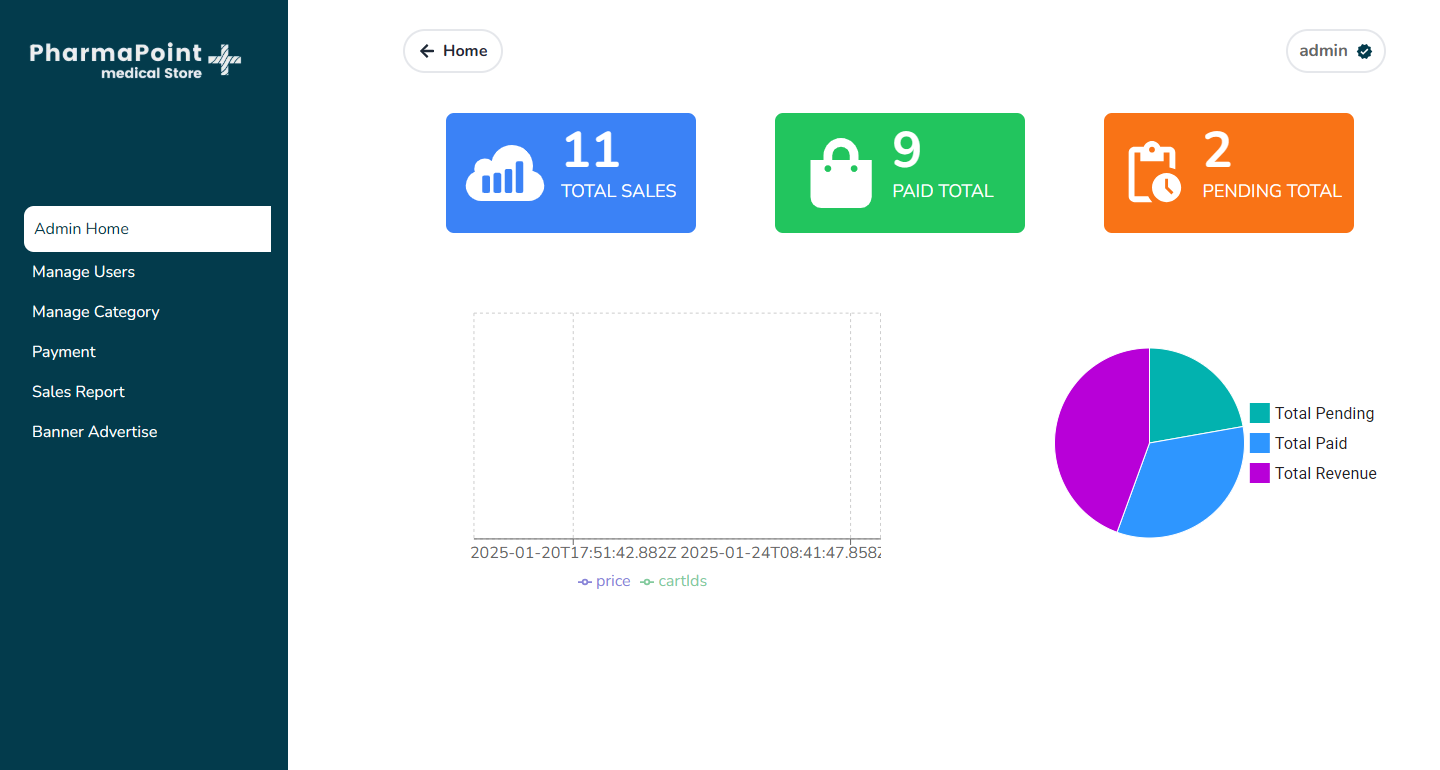 PharmaPoint
medical Store
Home
admin
11
TOTAL SALES
9
PAID TOTAL
2
PENDING TOTAL
Admin Home
Manage Users
Manage Category
Payment
Sales Report
Banner Advertise
2025-01-20T17:51:42.882Z 2025-01-24T08:41:47.858Z
price cartIds
Total Pending
Total Paid
Total Revenue